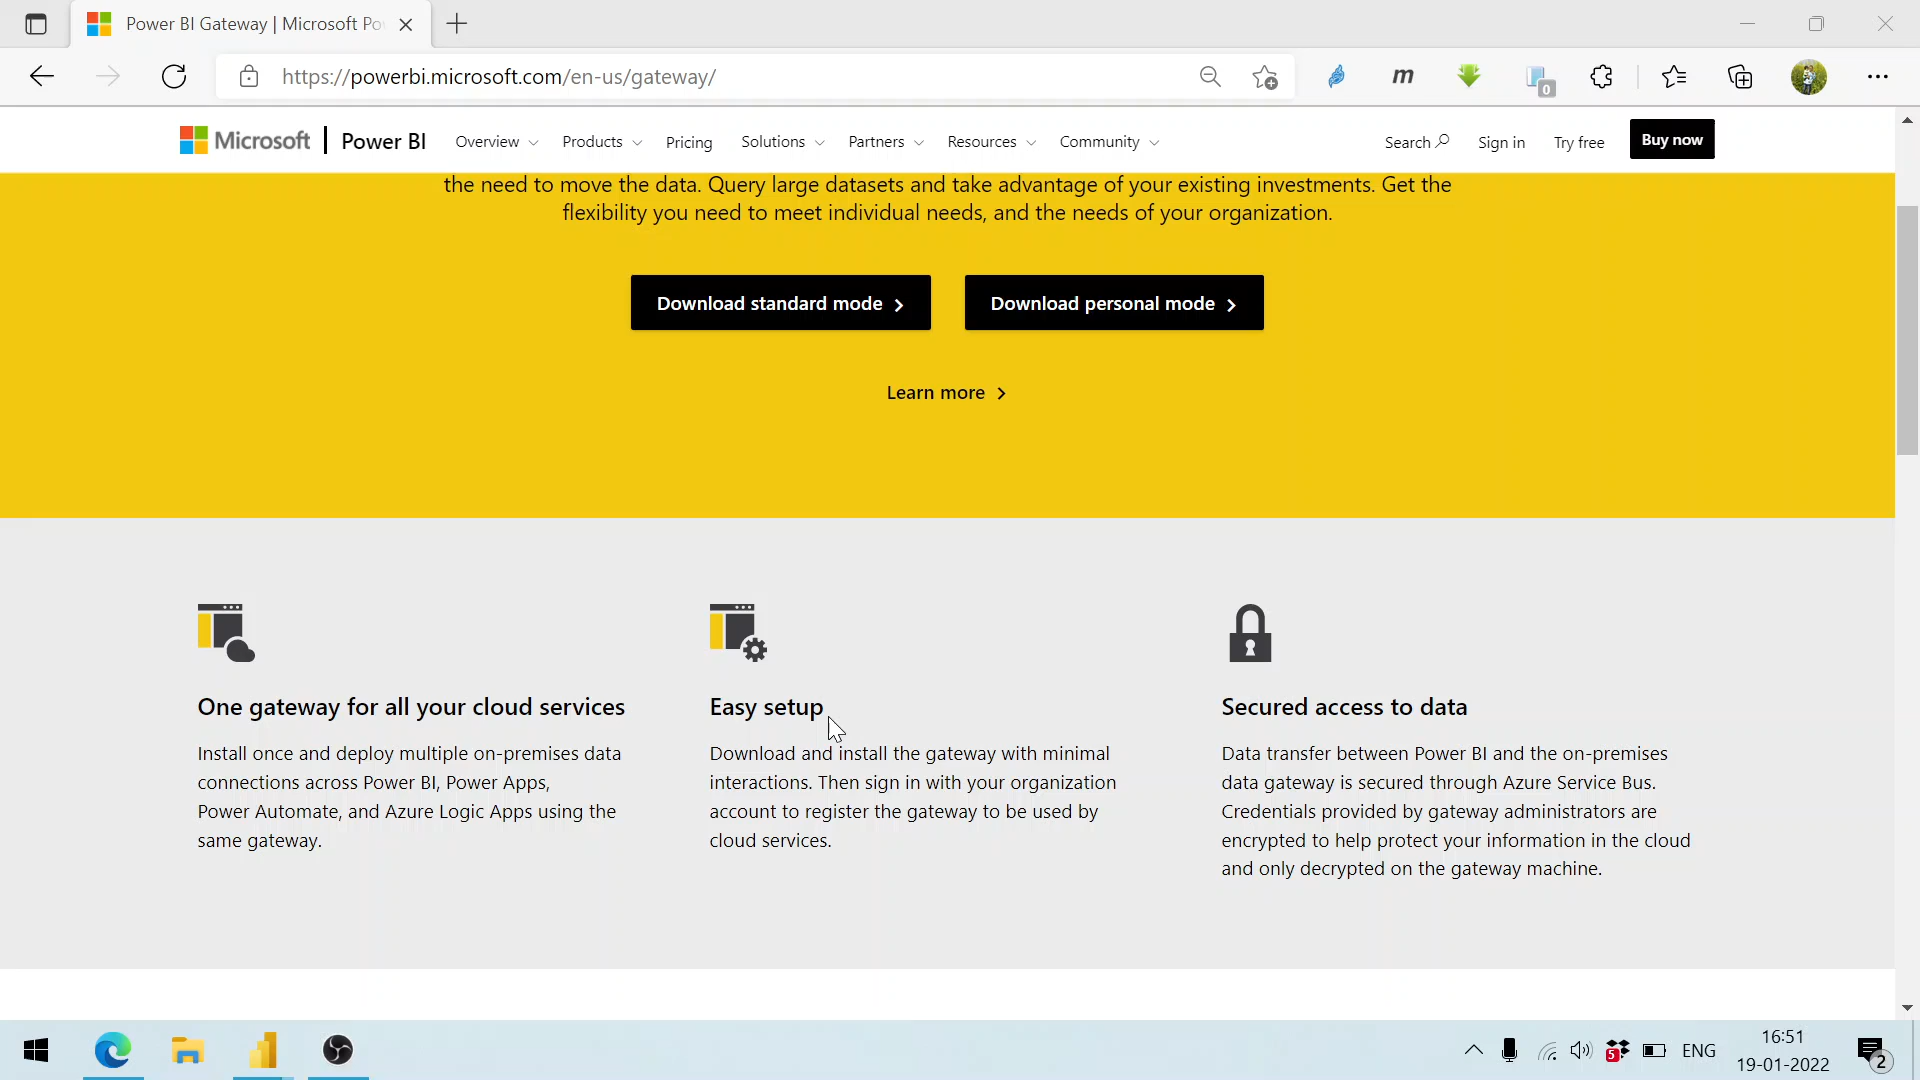 Power BI Gateway | Microsoft Po
https://powerbi.microsoft.com/en-us/gateway/
m
0
Microsoft
Power BI
Overview
Products
Pricing
Solutions
Partners
Resources
Community
Search
Sign in
Try free
Buy now
the need to move the data. Query large datasets and take advantage of your existing investments. Get the
flexibility you need to meet individual needs, and the needs of your organization.
Download standard mode
Download personal mode
Learn more
One gateway for all your cloud services
Install once and deploy multiple on-premises data
connections across Power BI, Power Apps,
Power Automate, and Azure Logic Apps using the
same gateway.
Easy setup
Download and install the gateway with minimal
interactions. Then sign in with your organization
account to register the gateway to be used by
cloud services.
Secured access to data
Data transfer between Power BI and the on-premises
data gateway is secured through Azure Service Bus.
Credentials provided by gateway administrators are
encrypted to help protect your information in the cloud
and only decrypted on the gateway machine.
5
ENG
16:51
19-01-2022
2